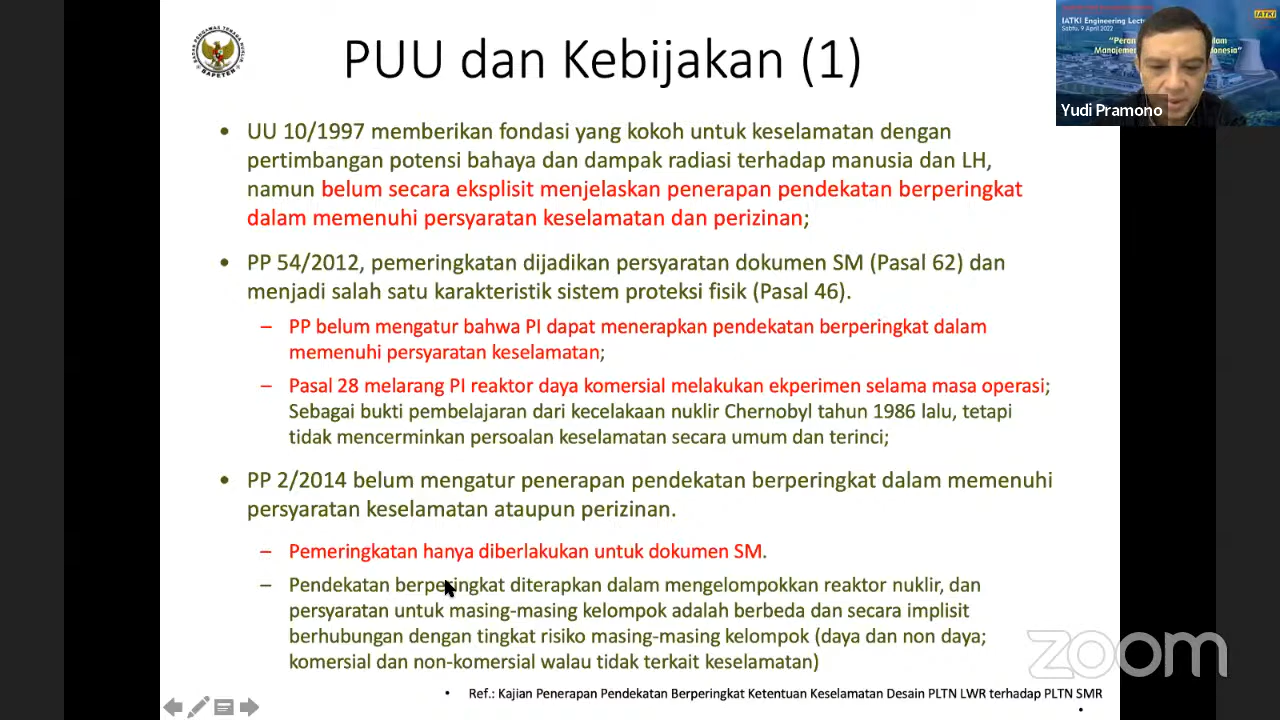 PUU dan Kebijakan (1)
IATKI
IATKI Engineering Lectu
Sabtu, 9 April 2022
"Peran
lam
Manajemen
onesia"
Yudi Pramono
BAPETEN
• UU 10/1997 memberikan fondasi yang kokoh untuk keselamatan dengan
pertimbangan potensi bahaya dan dampak radiasi terhadap manusia dan LH,
namun belum secara eksplisit menjelaskan penerapan pendekatan berperingkat
dalam memenuhi persyaratan keselamatan dan perizinan;
• PP 54/2012, pemeringkatan dijadikan persyaratan dokumen SM (Pasal 62) dan
menjadi salah satu karakteristik sistem proteksi fisik (Pasal 46).
– PP belum mengatur bahwa PI dapat menerapkan pendekatan berperingkat dalam
memenuhi persyaratan keselamatan;
– Pasal 28 melarang PI reaktor daya komersial melakukan ekperimen selama masa operasi;
Sebagai bukti pembelajaran dari kecelakaan nuklir Chernobyl tahun 1986 lalu, tetapi
tidak mencerminkan persoalan keselamatan secara umum dan terinci;
• PP 2/2014 belum mengatur penerapan pendekatan berperingkat dalam memenuhi
persyaratan keselamatan ataupun perizinan.
– Pemeringkatan hanya diberlakukan untuk dokumen SM.
– Pendekatan berperingkat diterapkan dalam mengelompokkan reaktor nuklir, dan
persyaratan untuk masing-masing kelompok adalah berbeda dan secara implisit
berhubungan dengan tingkat risiko masing-masing kelompok (daya dan non daya;
komersial dan non-komersial walau tidak terkait keselamatan)
zoom
• Ref.: Kajian Penerapan Pendekatan Berperingkat Ketentuan Keselamatan Desain PLTN LWR terhadap PLTN SMR